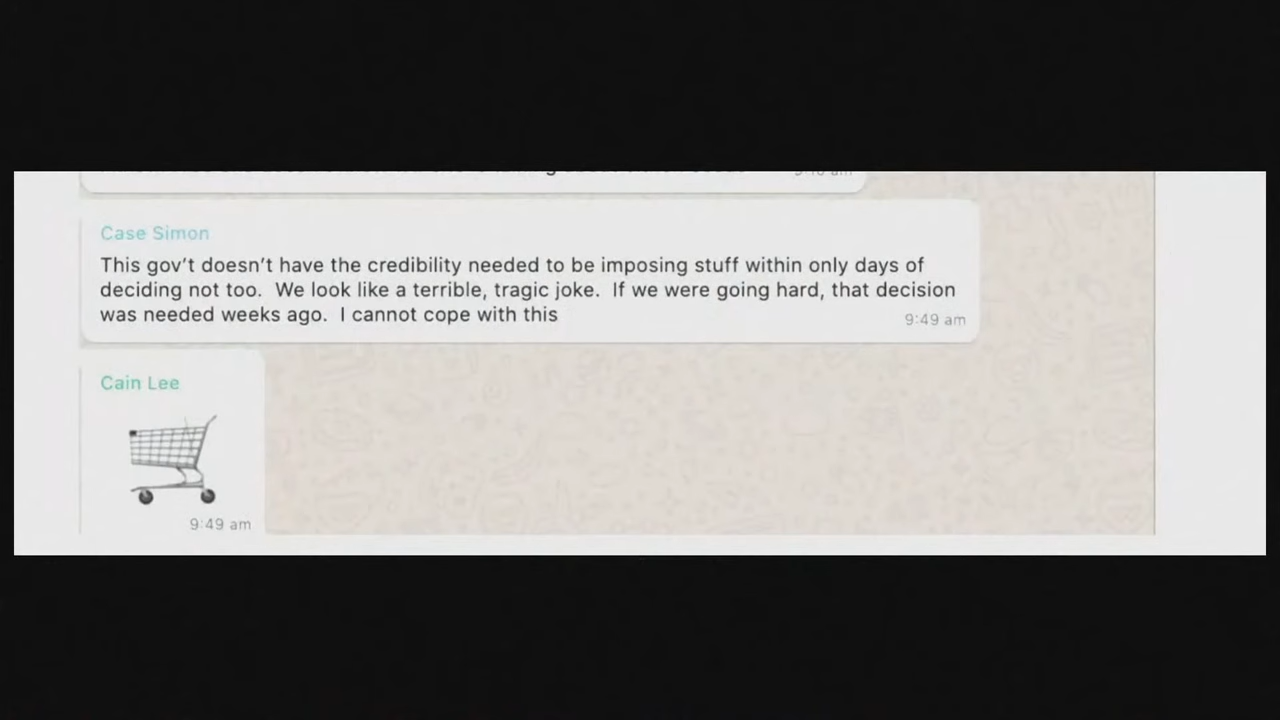 Case Simon
This gov't doesn't have the credibility needed to be imposing stuff within only days of
deciding not too.  We look like a terrible, tragic joke.  If we were going hard, that decision
was needed weeks ago.  I cannot cope with this
9:49 am
Cain Lee
9:49 am